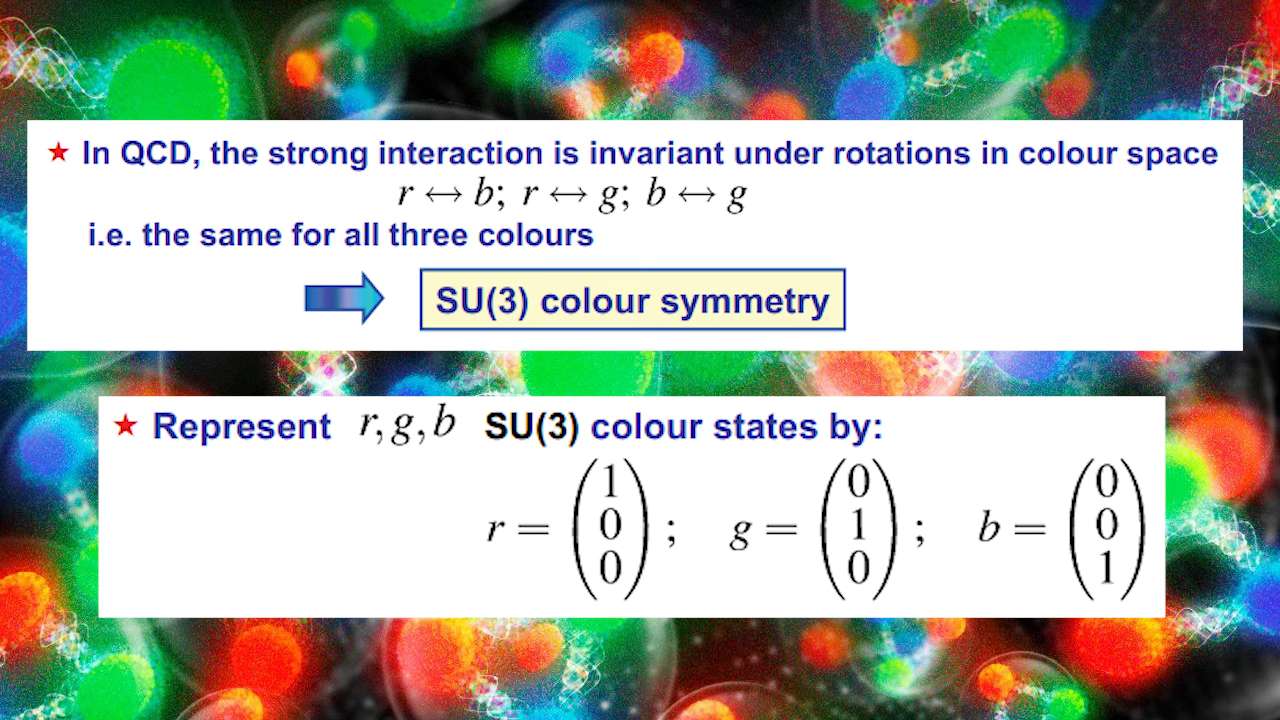 ★ In QCD, the strong interaction is invariant under rotations in colour space
r ↔ b; r ↔ g; b ↔ g
i.e. the same for all three colours
SU(3) colour symmetry
★ Represent r, g, b SU(3) colour states by:
r = (1 0 0); g = (0 1 0); b = (0 0 1)